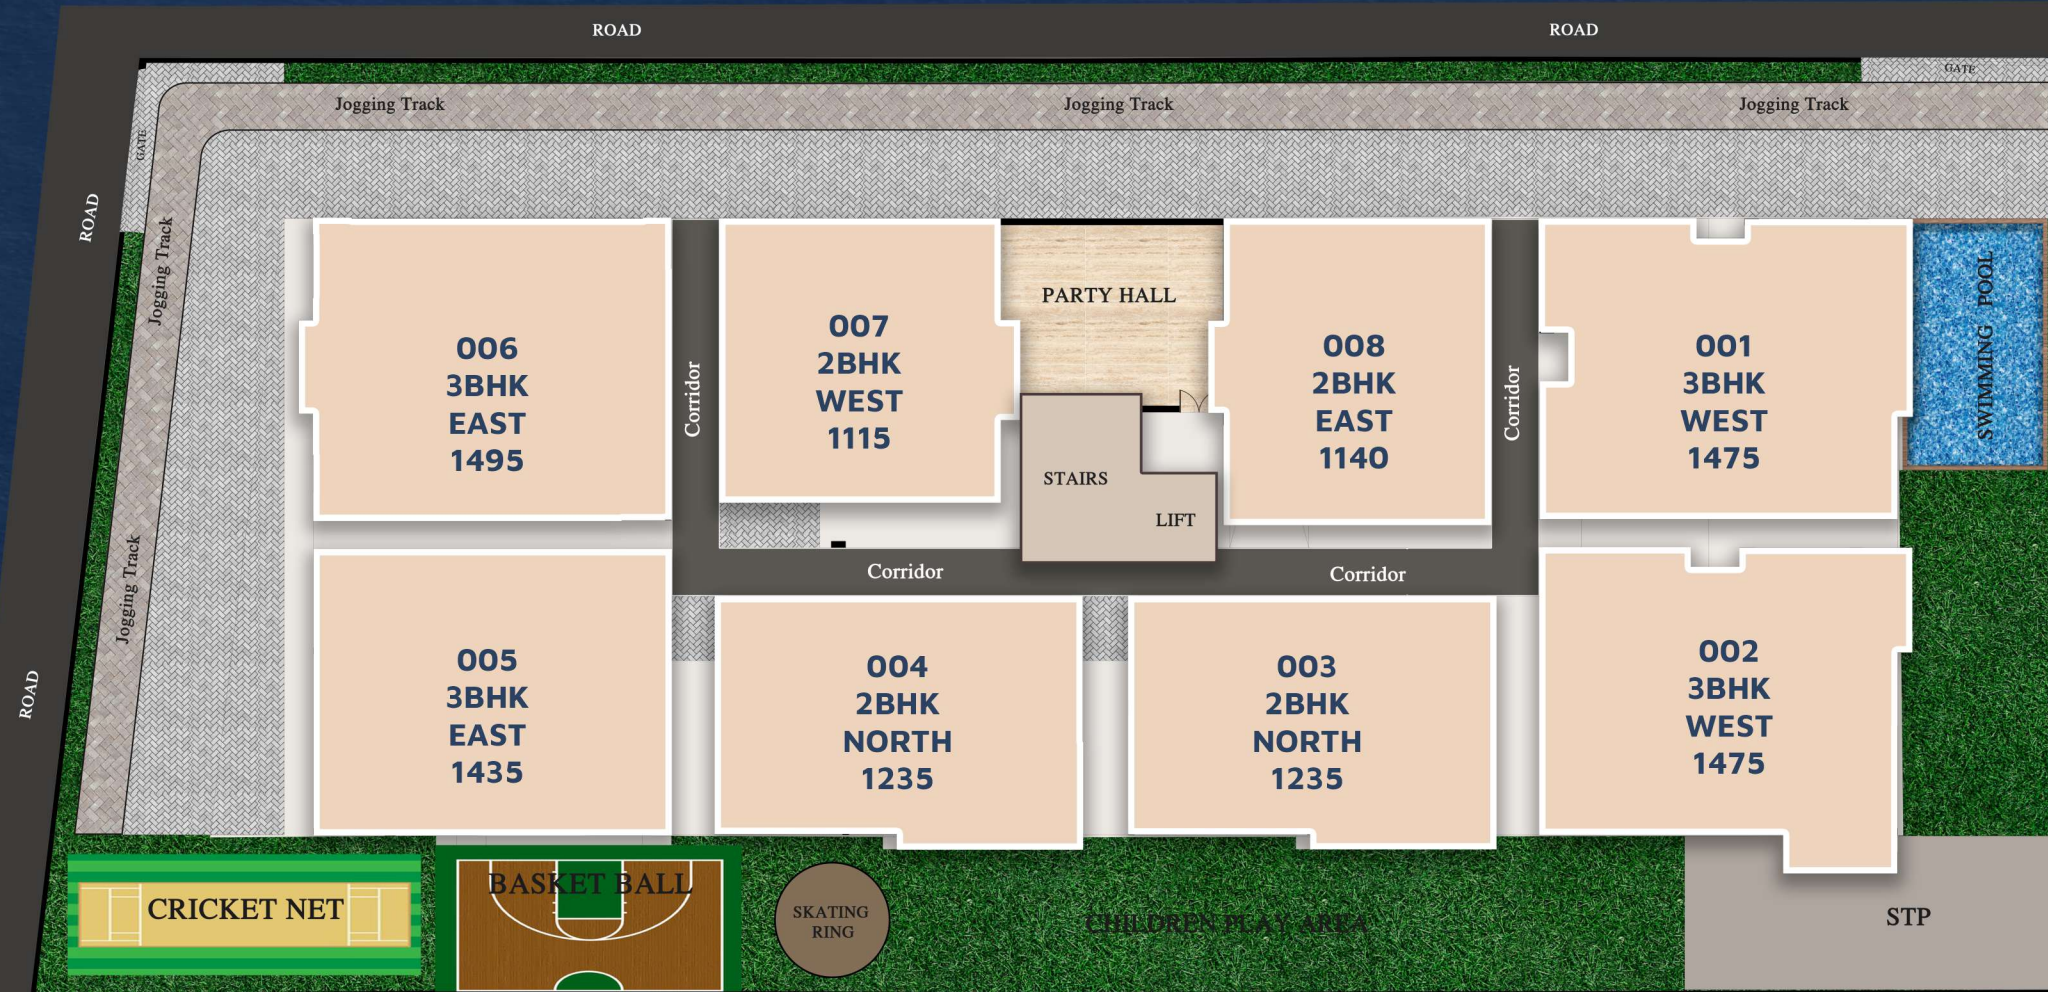 ROAD
ROAD
GATE
Jogging Track
Jogging Track
Jogging Track
GATE
ROAD
Jogging Track
006
3BHK
EAST
1495
Corridor
007
2BHK
WEST
1115
PARTY HALL
008
2BHK
EAST
1140
Corridor
001
3BHK
WEST
1475
SWIMMING POOL
STAIRS
LIFT
Corridor
Corridor
Jogging Track
ROAD
005
3BHK
EAST
1435
004
2BHK
NORTH
1235
003
2BHK
NORTH
1235
002
3BHK
WEST
1475
CRICKET NET
BASKET BALL
SKATING
RING
CHILDREN PLAY AREA
STP